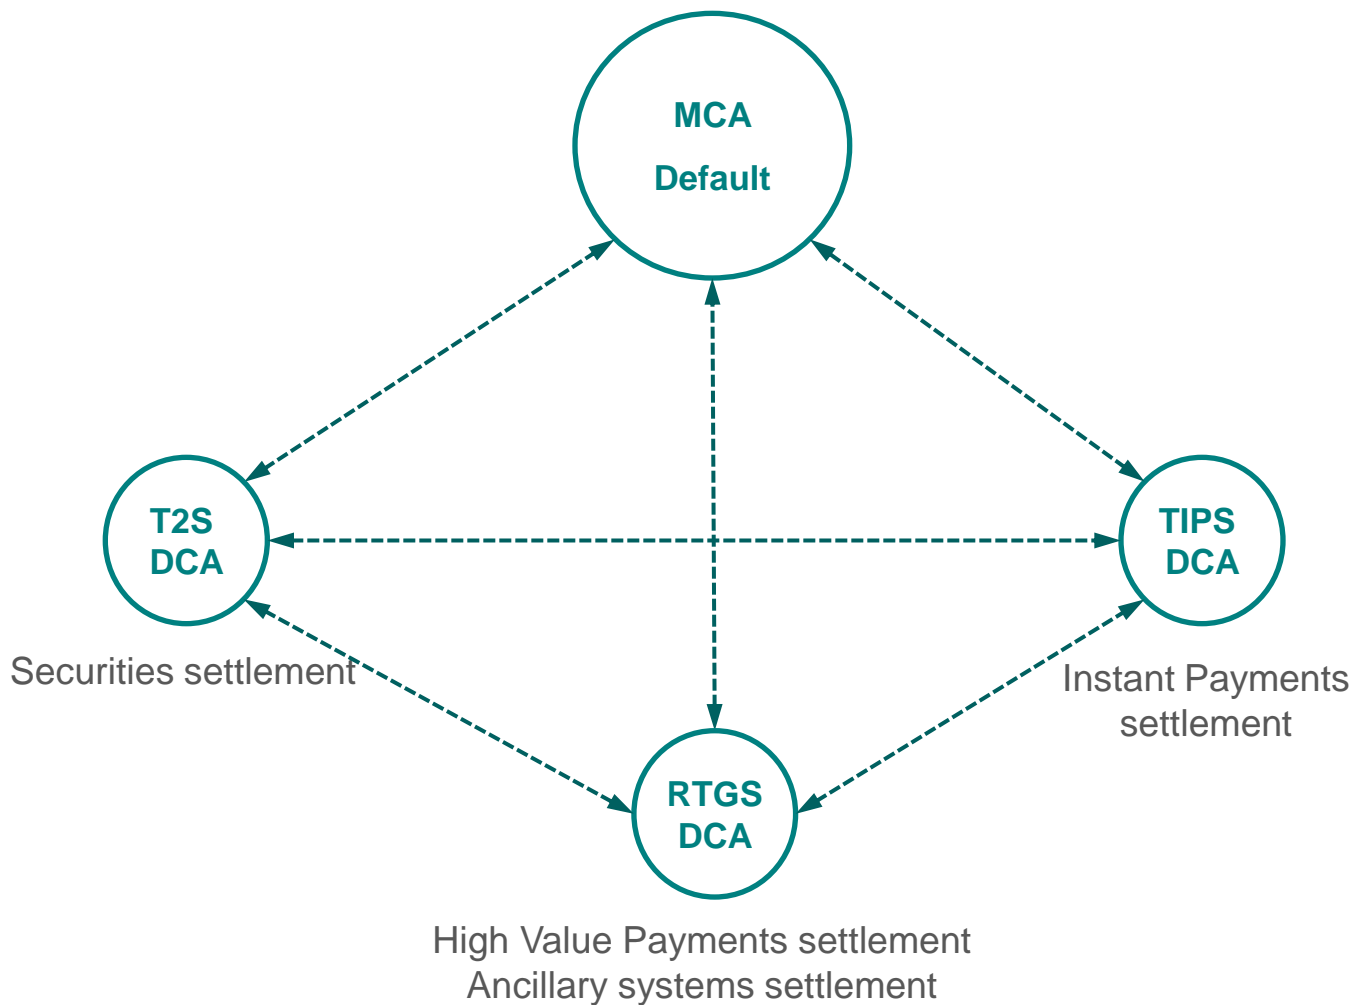 MCA
Default
T2S
DCA
TIPS
DCA
Securities settlement
Instant Payments
settlement
RTGS
DCA
High Value Payments settlement
Ancillary systems settlement